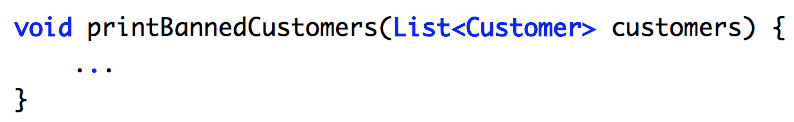 void printBannedCustomers(List<Customer> customers) {
    ...
}